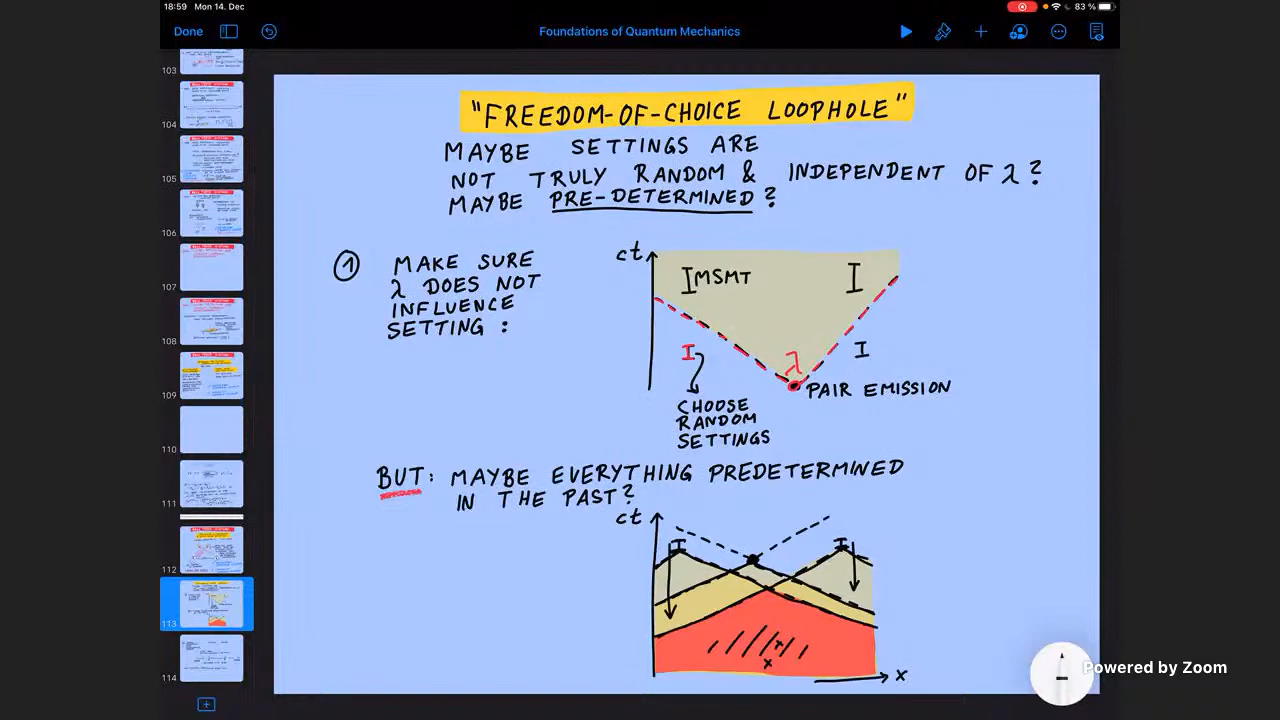 18:59 Mon 14. Dec
83 %
Done
Foundations of Quantum Mechanics
103
104
105
106
107
108
109
110
111
112
113
114
"FREEDOM-OF-CHOICE LOOPHOLE"
MAYBE SETTINGS ARE
NOT TRULY RANDOM & INDEPENDENT OF λ?
MAYBE PRE-DETERMINED?
① MAKE SURE
λ DOES NOT
INFLUENCE
SETTING :
ct
MSMT
λ
PAIR EMISSION
CHOOSE
RANDOM
SETTINGS
BUT: MAYBE EVERYTHING PREDETERMINED
IN THE PAST?
ct
x
Powered by Zoom